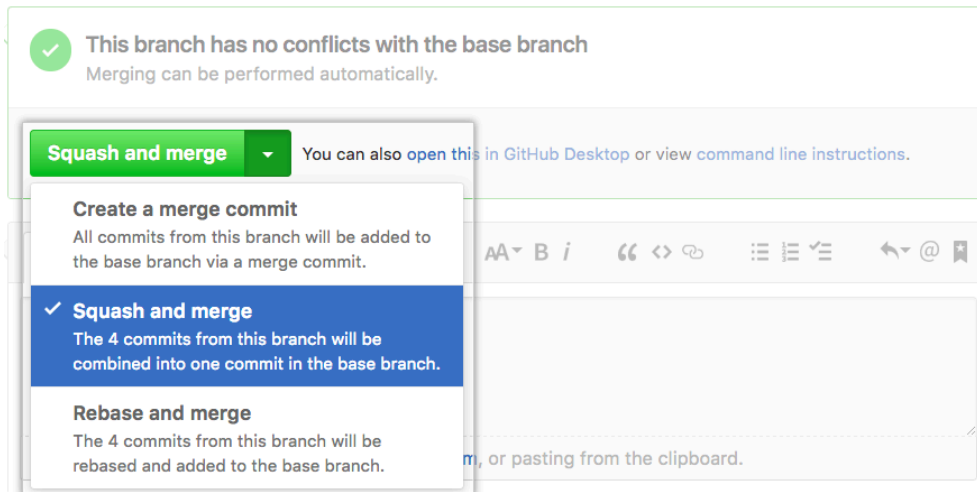 This branch has no conflicts with the base branch
Merging can be performed automatically.
Squash and merge
You can also open this in GitHub Desktop or view command line instructions.
Create a merge commit
All commits from this branch will be added to
the base branch via a merge commit.
AA B i
Squash and merge
The 4 commits from this branch will be
combined into one commit in the base branch.
Rebase and merge
The 4 commits from this branch will be
rebased and added to the base branch.
m, or pasting from the clipboard.